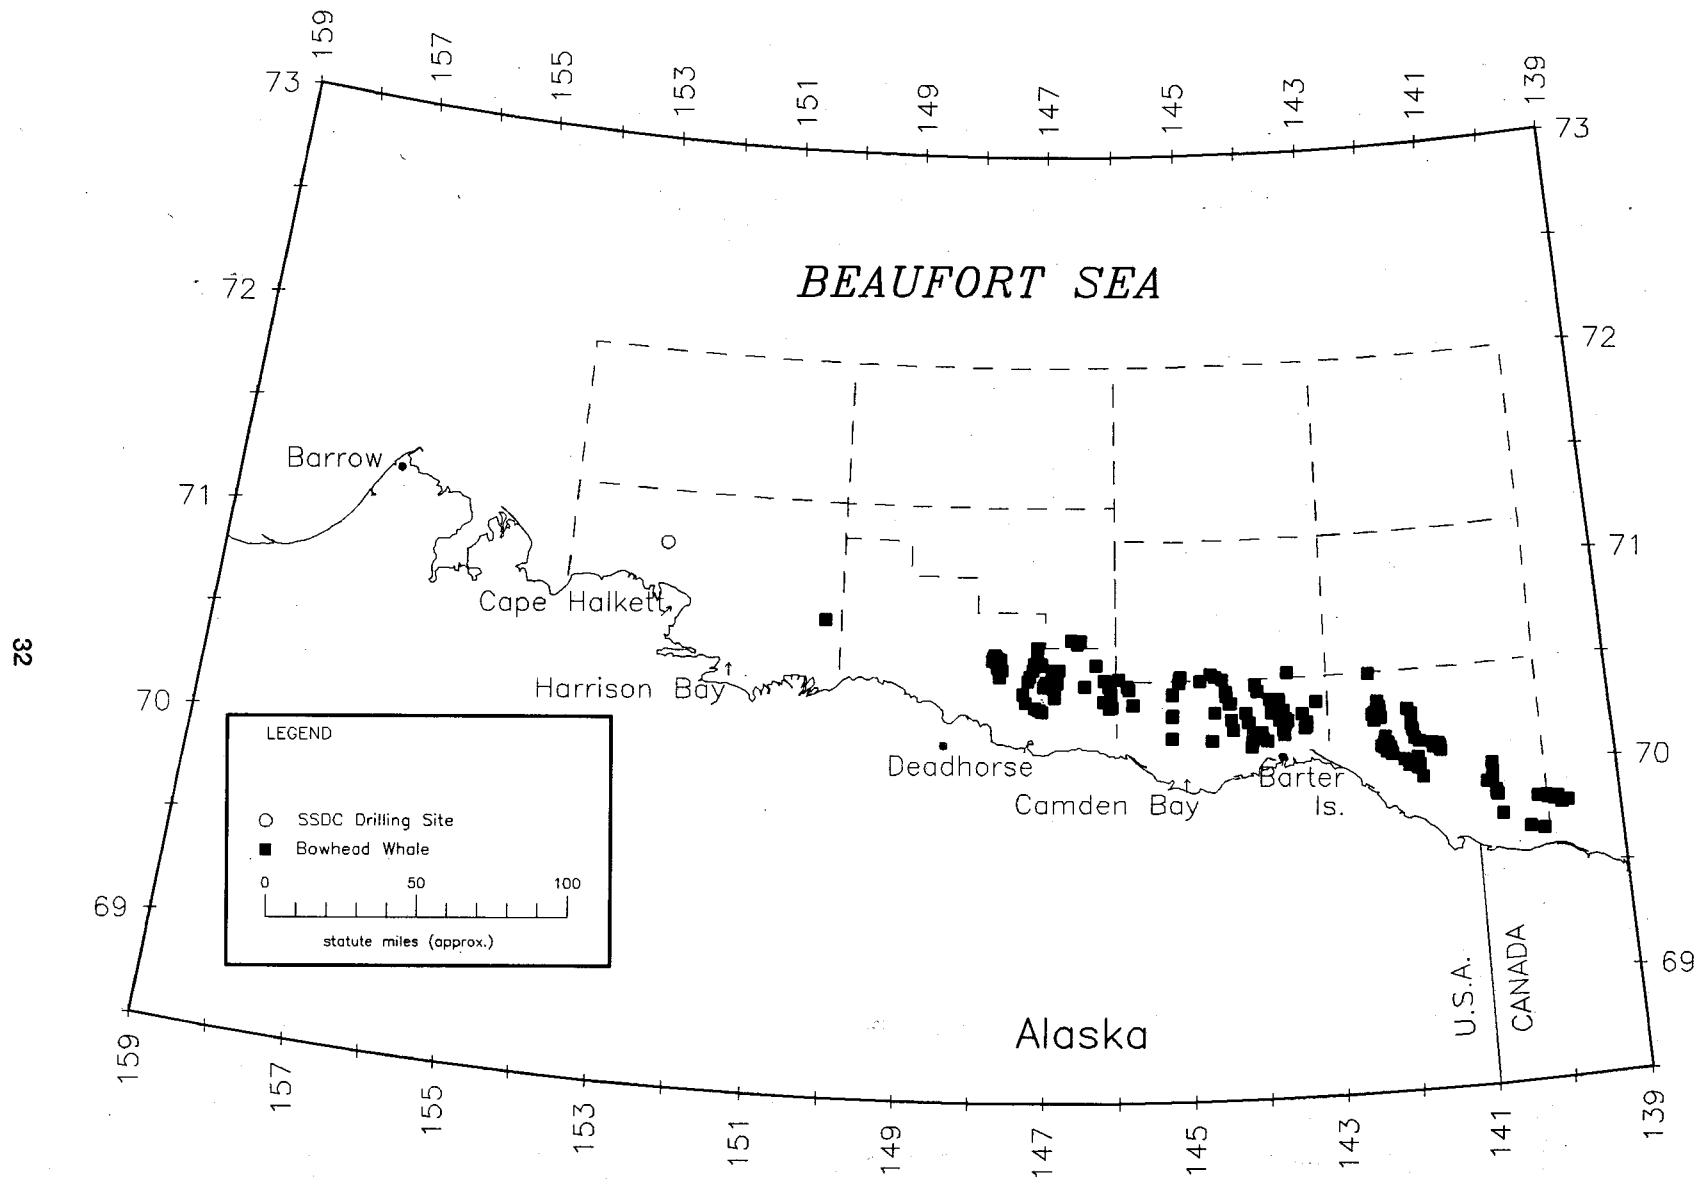 159
157
155
153
151
149
147
145
143
141
139
73
73
BEAUFORT SEA
72
72
Barrow
71
71
Cape Halkett
32
Harrison Bay
70
70
Deadhorse
Camden Bay
Barter
Is.
LEGEND
SSDC Drilling Site
Bowhead Whale
0 50 100
statute miles (approx.)
69
69
U.S.A.
CANADA
Alaska
159
157
155
153
151
149
147
145
143
141
139